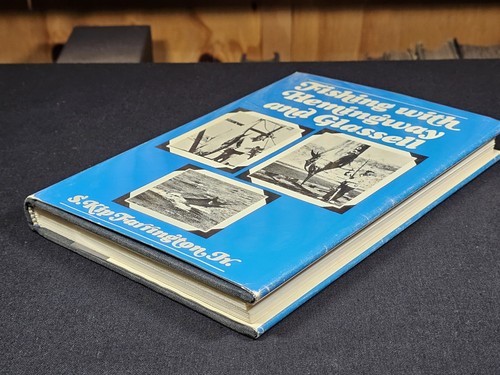 Fishing with
Hemingway
and Glassell
S. Kip Farrington, Jr.